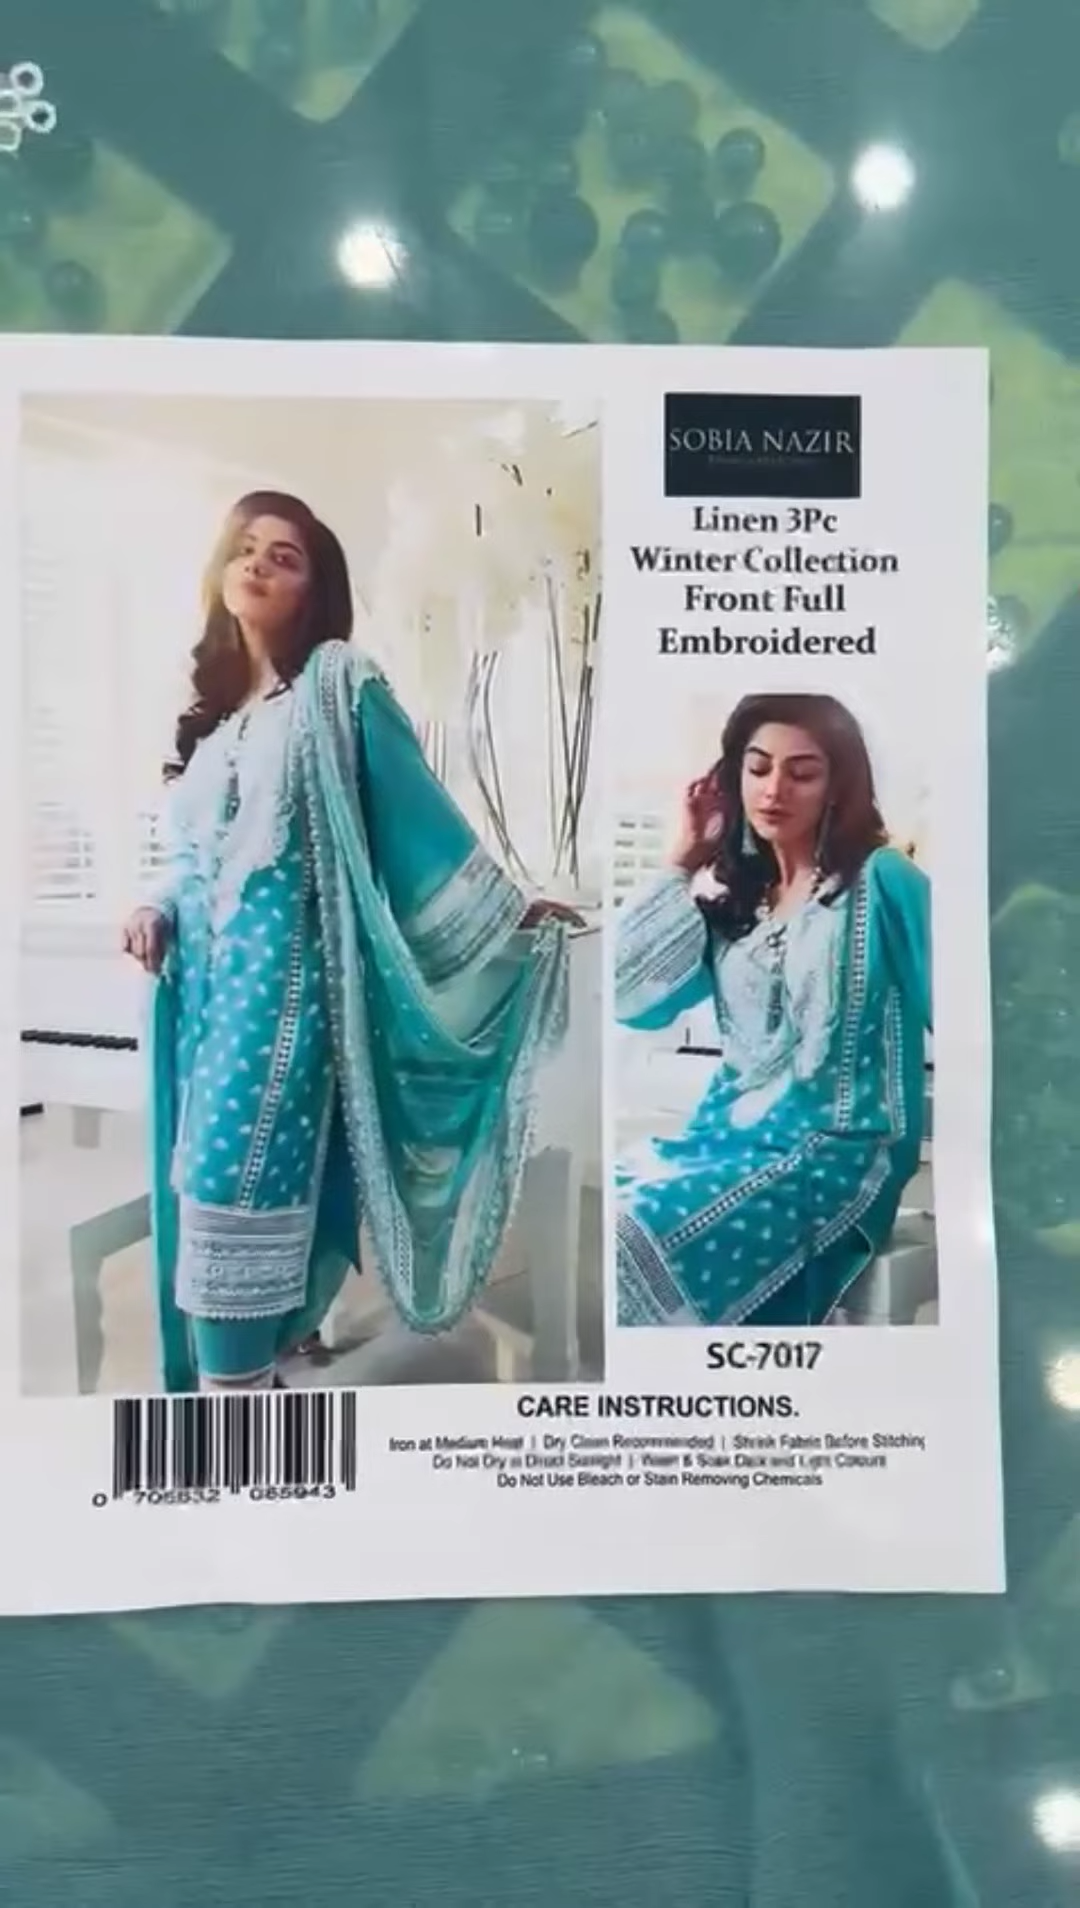 SOBIA NAZIR
Linen 3Pc
Winter Collection
Front Full
Embroidered
SC-7017
CARE INSTRUCTIONS.
Iron at Medium Heat | Dry Clean Recommended | Shrink Fabric Before Stitching
Do Not Dry in Direct Sunlight | Wash & Soak Dark and Light Colours
Do Not Use Bleach or Stain Removing Chemicals
0